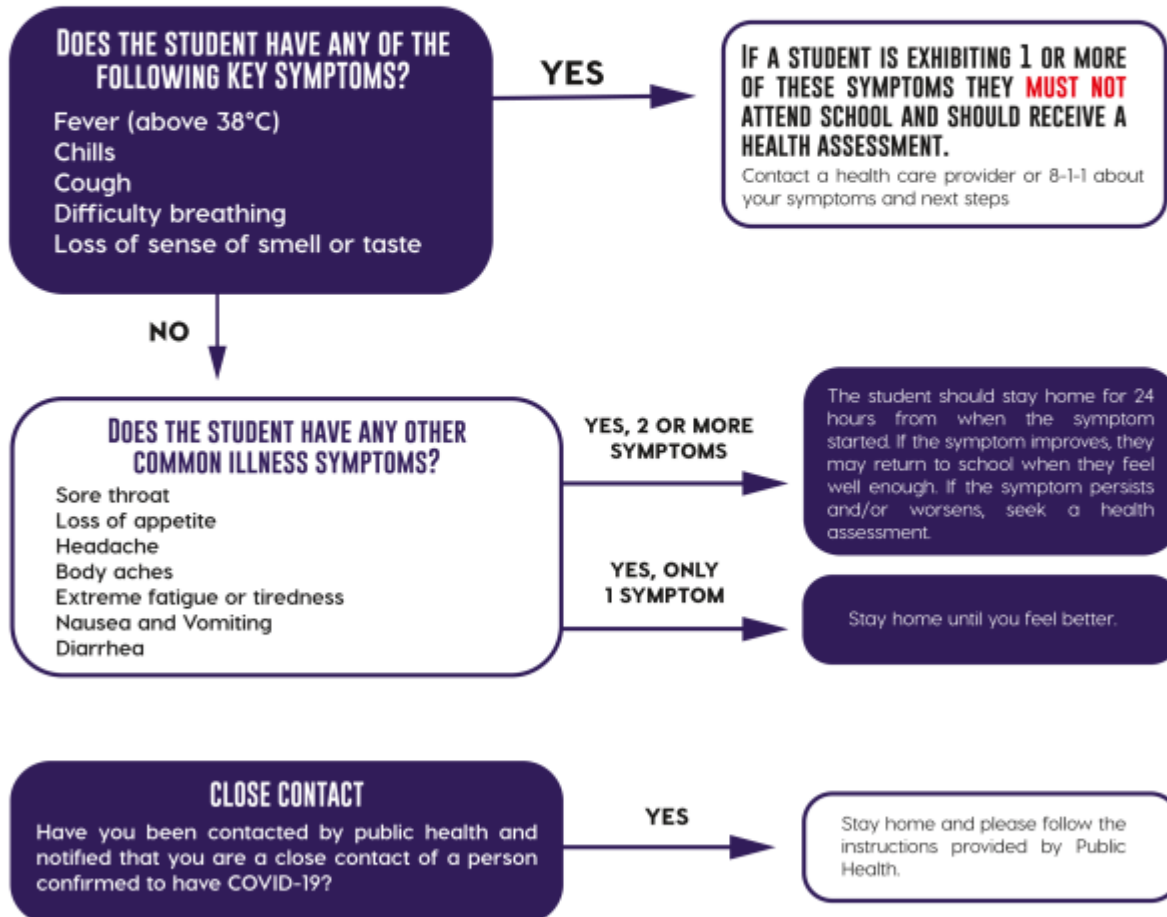 DOES THE STUDENT HAVE ANY OF THE
FOLLOWING KEY SYMPTOMS?
Fever (above 38°C)
Chills
Cough
Difficulty breathing
Loss of sense of smell or taste
YES
IF A STUDENT IS EXHIBITING 1 OR MORE
OF THESE SYMPTOMS THEY MUST NOT
ATTEND SCHOOL AND SHOULD RECEIVE A
HEALTH ASSESSMENT.
Contact a health care provider or 8-1-1 about
your symptoms and next steps
NO
DOES THE STUDENT HAVE ANY OTHER
COMMON ILLNESS SYMPTOMS?
Sore throat
Loss of appetite
Headache
Body aches
Extreme fatigue or tiredness
Nausea and Vomiting
Diarrhea
YES, 2 OR MORE
SYMPTOMS
The student should stay home for 24
hours from when the symptom
started. If the symptom improves, they
may return to school when they feel
well enough. If the symptom persists
and/or worsens, seek a health
assessment.
YES, ONLY
1 SYMPTOM
Stay home until you feel better.
CLOSE CONTACT
Have you been contacted by public health and
notified that you are a close contact of a person
confirmed to have COVID-19?
YES
Stay home and please follow the
instructions provided by Public
Health.